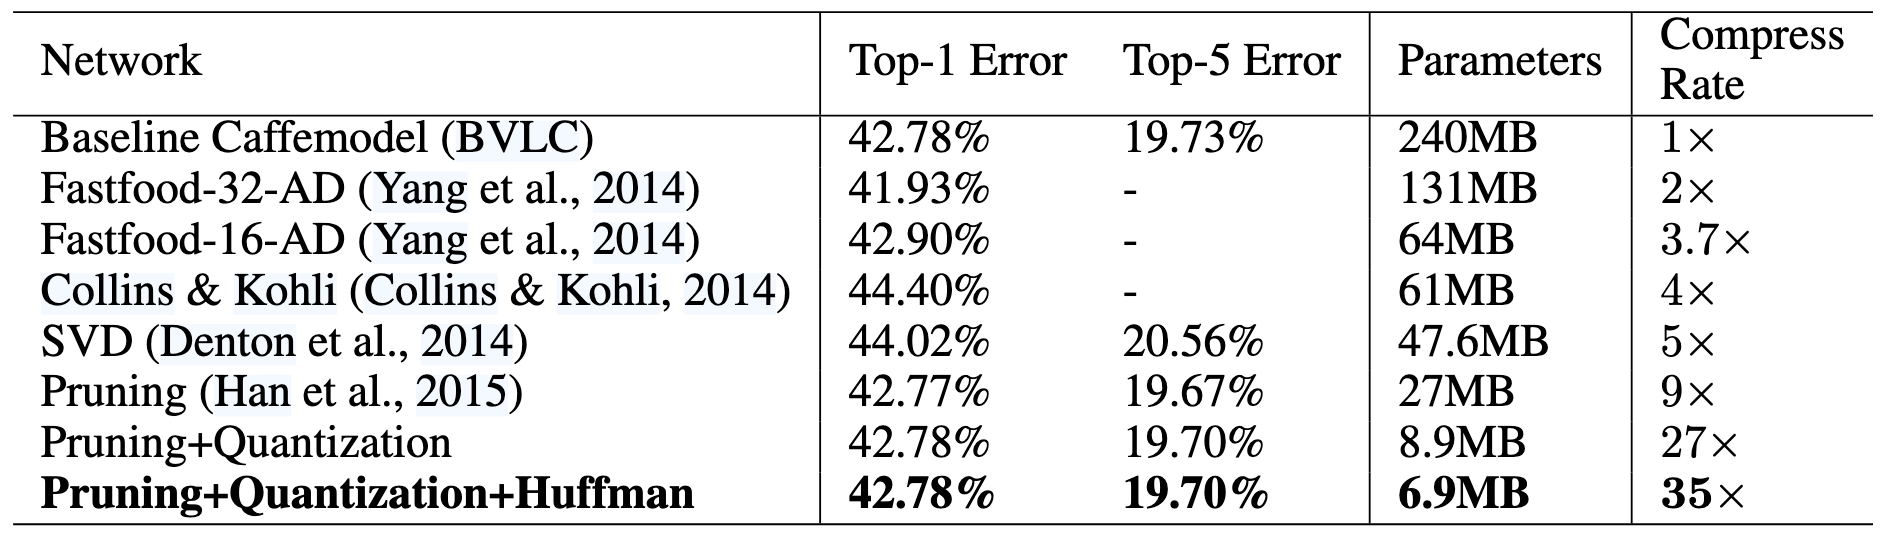 Network Top-1 Error Top-5 Error Parameters Compress Rate
Baseline Caffemodel (BVLC) 42.78% 19.73% 240MB 1×
Fastfood-32-AD (Yang et al., 2014) 41.93% - 131MB 2×
Fastfood-16-AD (Yang et al., 2014) 42.90% - 64MB 3.7×
Collins & Kohli (Collins & Kohli, 2014) 44.40% - 61MB 4×
SVD (Denton et al., 2014) 44.02% 20.56% 47.6MB 5×
Pruning (Han et al., 2015) 42.77% 19.67% 27MB 9×
Pruning+Quantization 42.78% 19.70% 8.9MB 27×
Pruning+Quantization+Huffman 42.78% 19.70% 6.9MB 35×